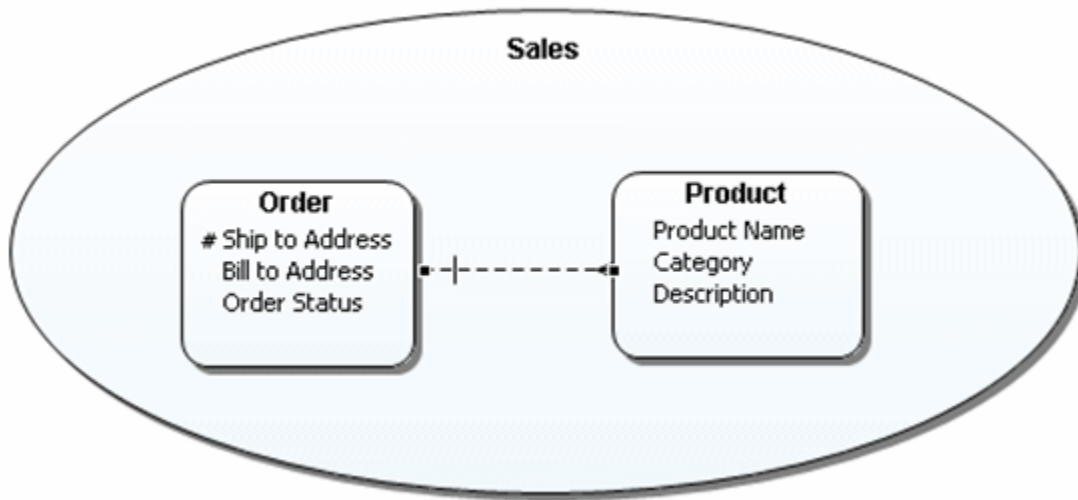 Sales
Order
# Ship to Address
Bill to Address
Order Status
Product
Product Name
Category
Description